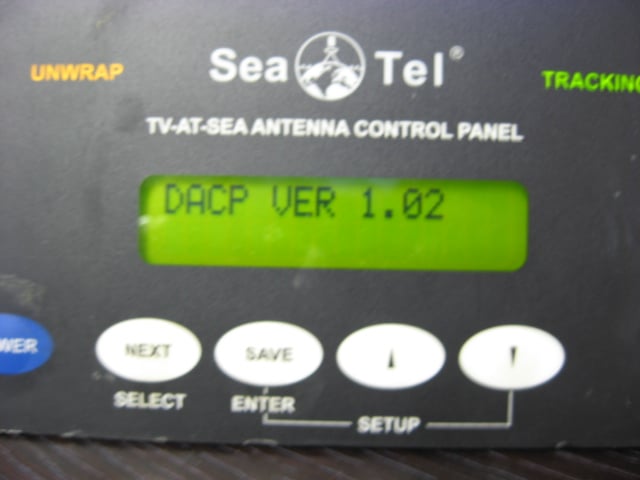 UNWRAP
Sea Tel®
TRACKING
TV-AT-SEA ANTENNA CONTROL PANEL
DACP VER 1.02
NEXT
SAVE
SELECT
ENTER
SETUP